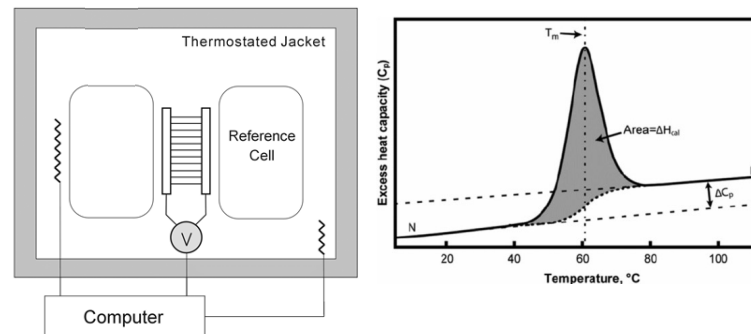 Thermostated Jacket
Reference
Cell
V
Computer
Tm
Excess heat capacity (Cp)
Area=ΔHcal
ΔCp
N
20
40
60
80
100
Temperature, °C